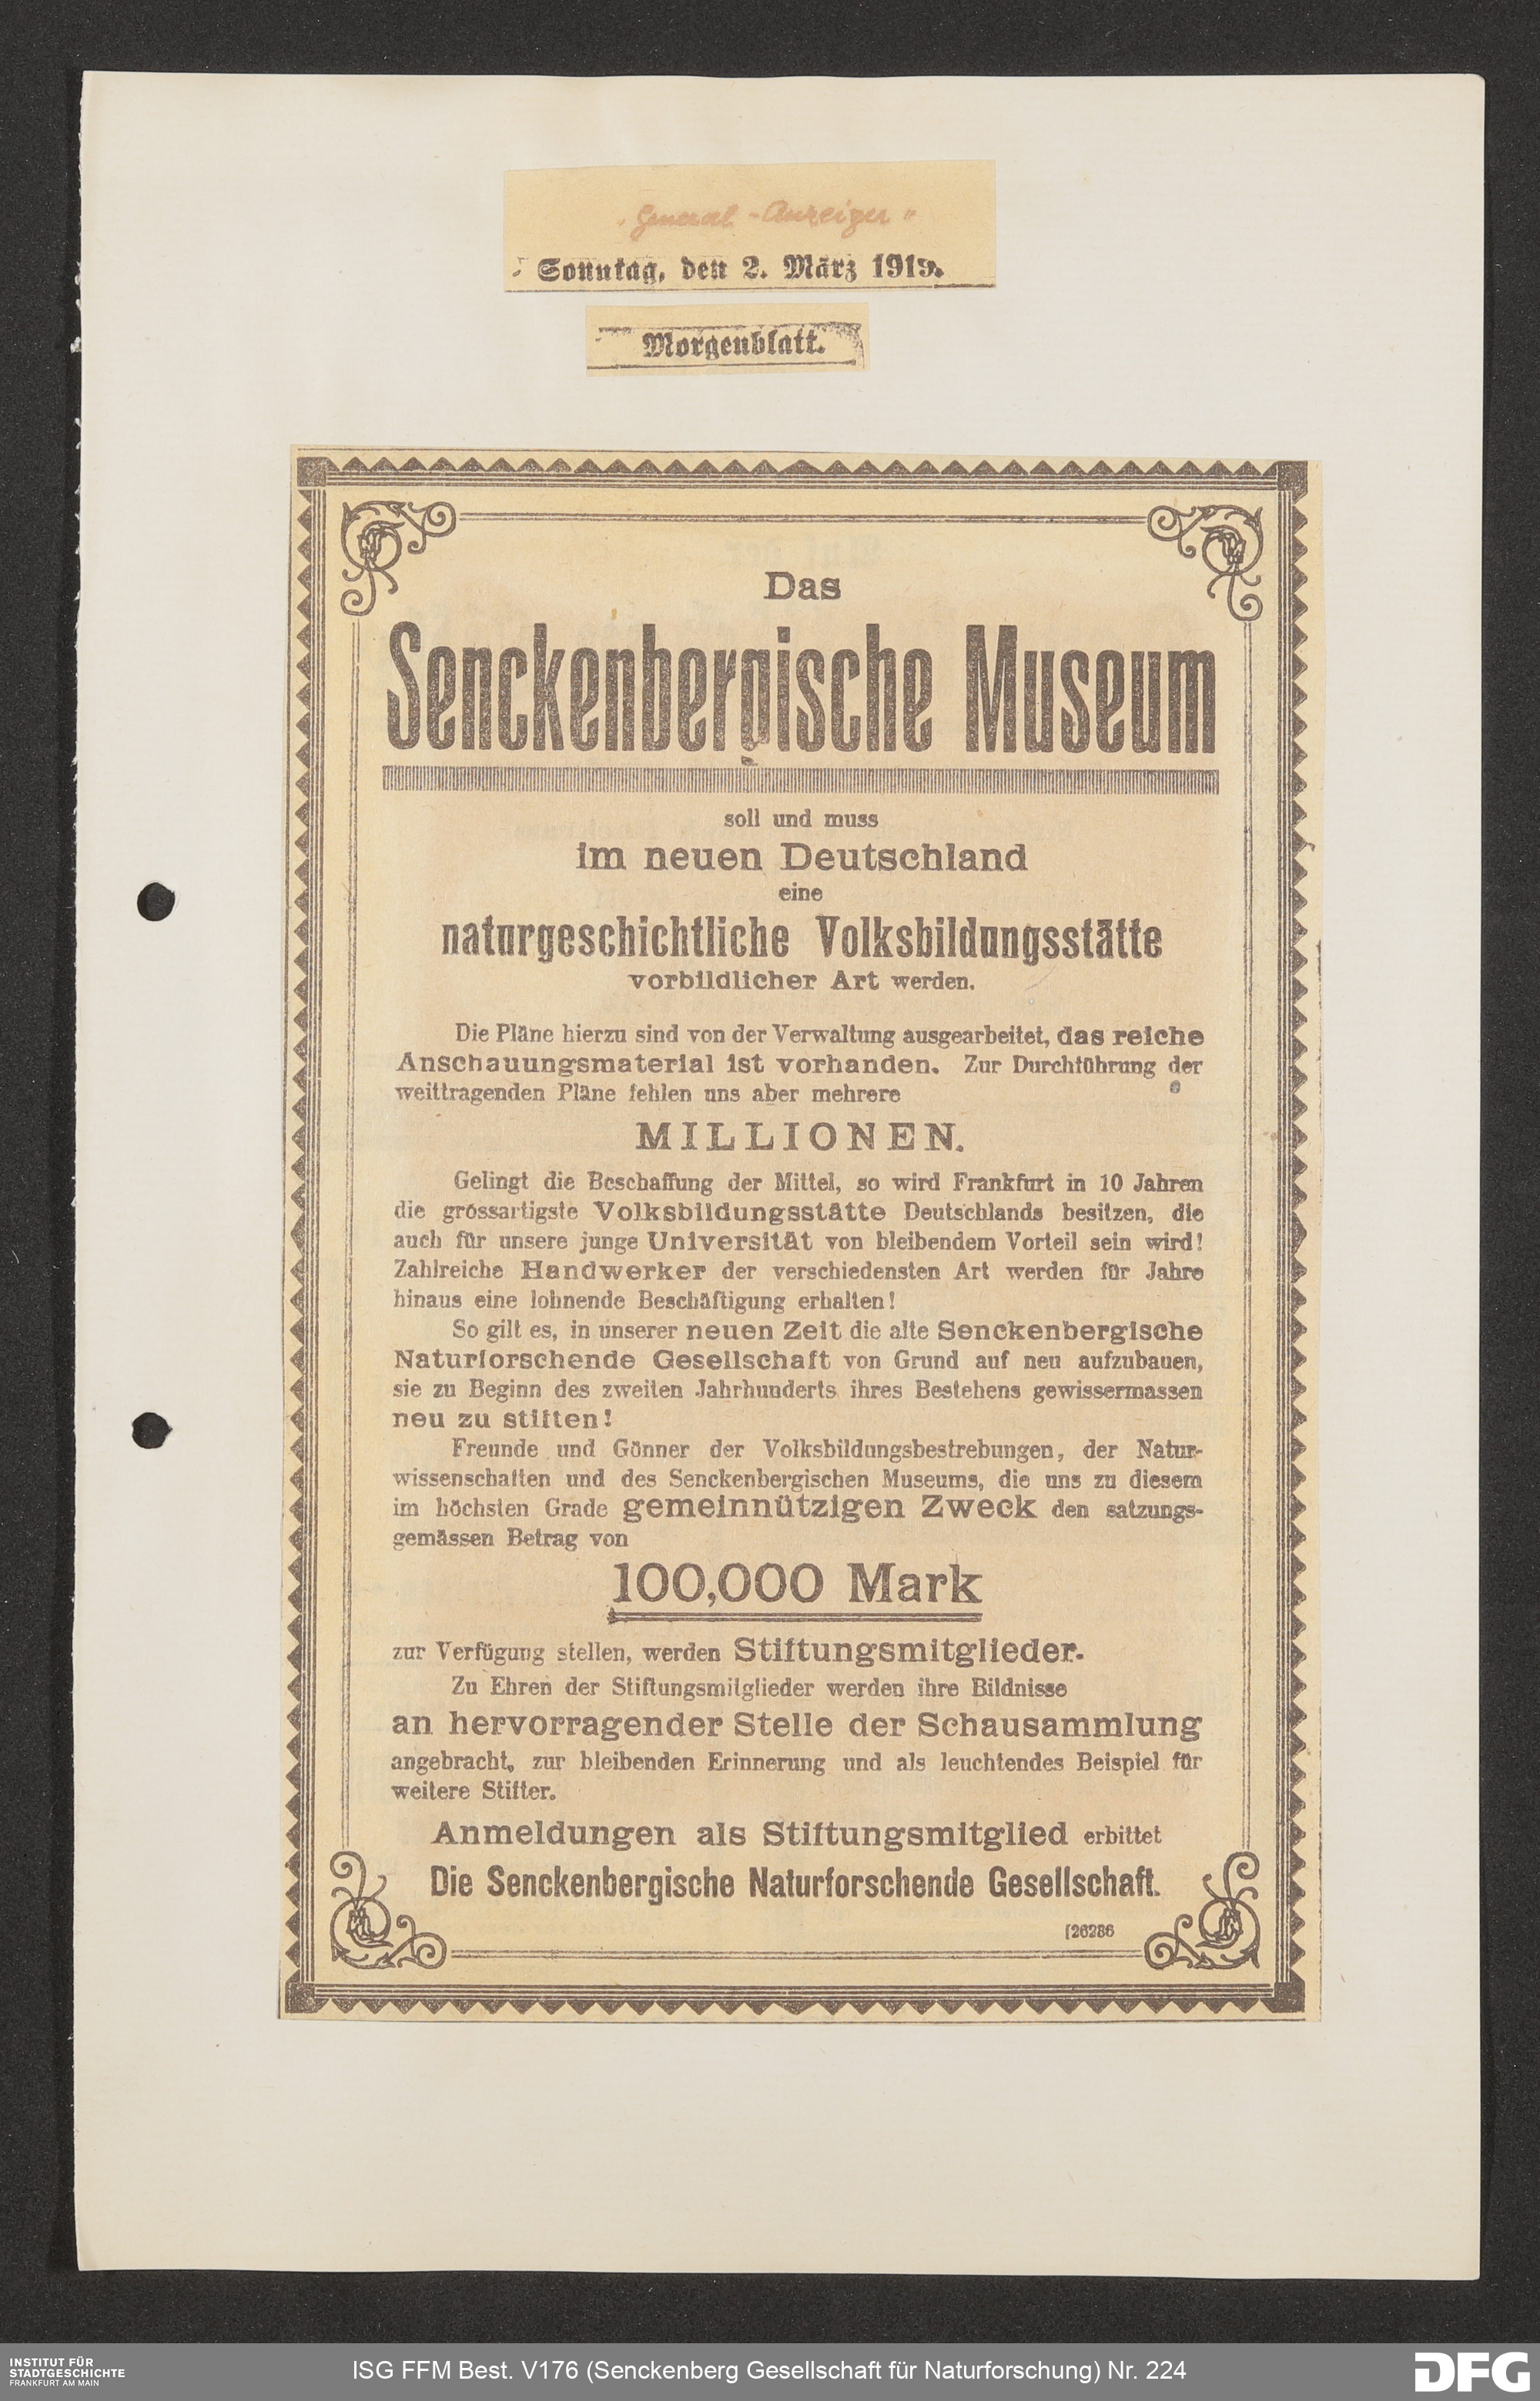 „General-Anzeiger“
Sonntag, den 2. März 1919.
Morgenblatt.
Das
Senckenbergische Museum
soll und muss
im neuen Deutschland
eine
naturgeschichtliche Volksbildungsstätte
vorbildlicher Art werden.
Die Pläne hierzu sind von der Verwaltung ausgearbeitet, das reiche
Anschauungsmaterial ist vorhanden. Zur Durchführung der
weittragenden Pläne fehlen uns aber mehrere
MILLIONEN.
Gelingt die Beschaffung der Mittel, so wird Frankfurt in 10 Jahren
die grossartigste Volksbildungsstätte Deutschlands besitzen, die
auch für unsere junge Universität von bleibendem Vorteil sein wird!
Zahlreiche Handwerker der verschiedensten Art werden für Jahre
hinaus eine lohnende Beschäftigung erhalten!
So gilt es, in unserer neuen Zeit die alte Senckenbergische
Naturforschende Gesellschaft von Grund auf neu aufzubauen,
sie zu Beginn des zweiten Jahrhunderts ihres Bestehens gewissermassen
neu zu stiften!
Freunde und Gönner der Volksbildungsbestrebungen, der Natur-
wissenschaften und des Senckenbergischen Museums, die uns zu diesem
im höchsten Grade gemeinnützigen Zweck den satzungs-
gemässen Betrag von
100,000 Mark
zur Verfügung stellen, werden Stiftungsmitglieder.
Zu Ehren der Stiftungsmitglieder werden ihre Bildnisse
an hervorragender Stelle der Schausammlung
angebracht, zur bleibenden Erinnerung und als leuchtendes Beispiel für
weitere Stifter.
Anmeldungen als Stiftungsmitglied erbittet
Die Senckenbergische Naturforschende Gesellschaft.
[26286
INSTITUT FÜR
STADTGESCHICHTE
FRANKFURT AM MAIN
ISG FFM Best. V176 (Senckenberg Gesellschaft für Naturforschung) Nr. 224
DFG